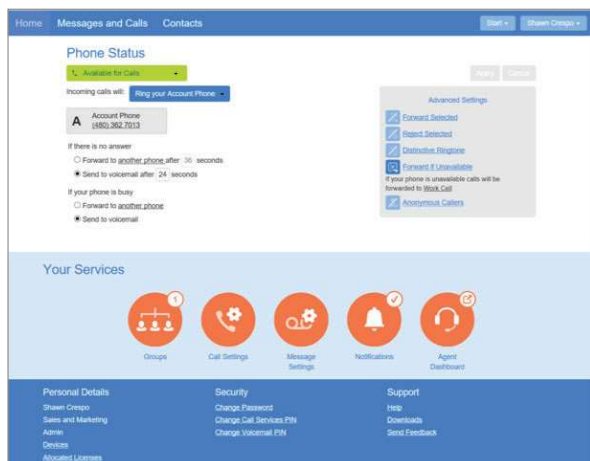 Home Messages and Calls Contacts Start Shawn Crespo
Phone Status
Available for Calls
Apply Cancel
Incoming calls will: Ring your Account Phone
A Account Phone
(480) 362 7013
If there is no answer
Forward to another phone after 36 seconds
Send to voicemail after 24 seconds
If your phone is busy
Forward to another phone
Send to voicemail
Advanced Settings
Forward Selected
Reject Selected
Distinctive Ringtone
Forward If Unavailable
If your phone is unavailable calls will be
forwarded to Work Cell
Anonymous Callers
Your Services
1
Groups
Call Settings
Message
Settings
Notifications
Agent
Dashboard
Personal Details
Shawn Crespo
Sales and Marketing
Admin
Devices
Allocated Licenses
Security
Change Password
Change Call Services PIN
Change Voicemail PIN
Support
Help
Downloads
Send Feedback